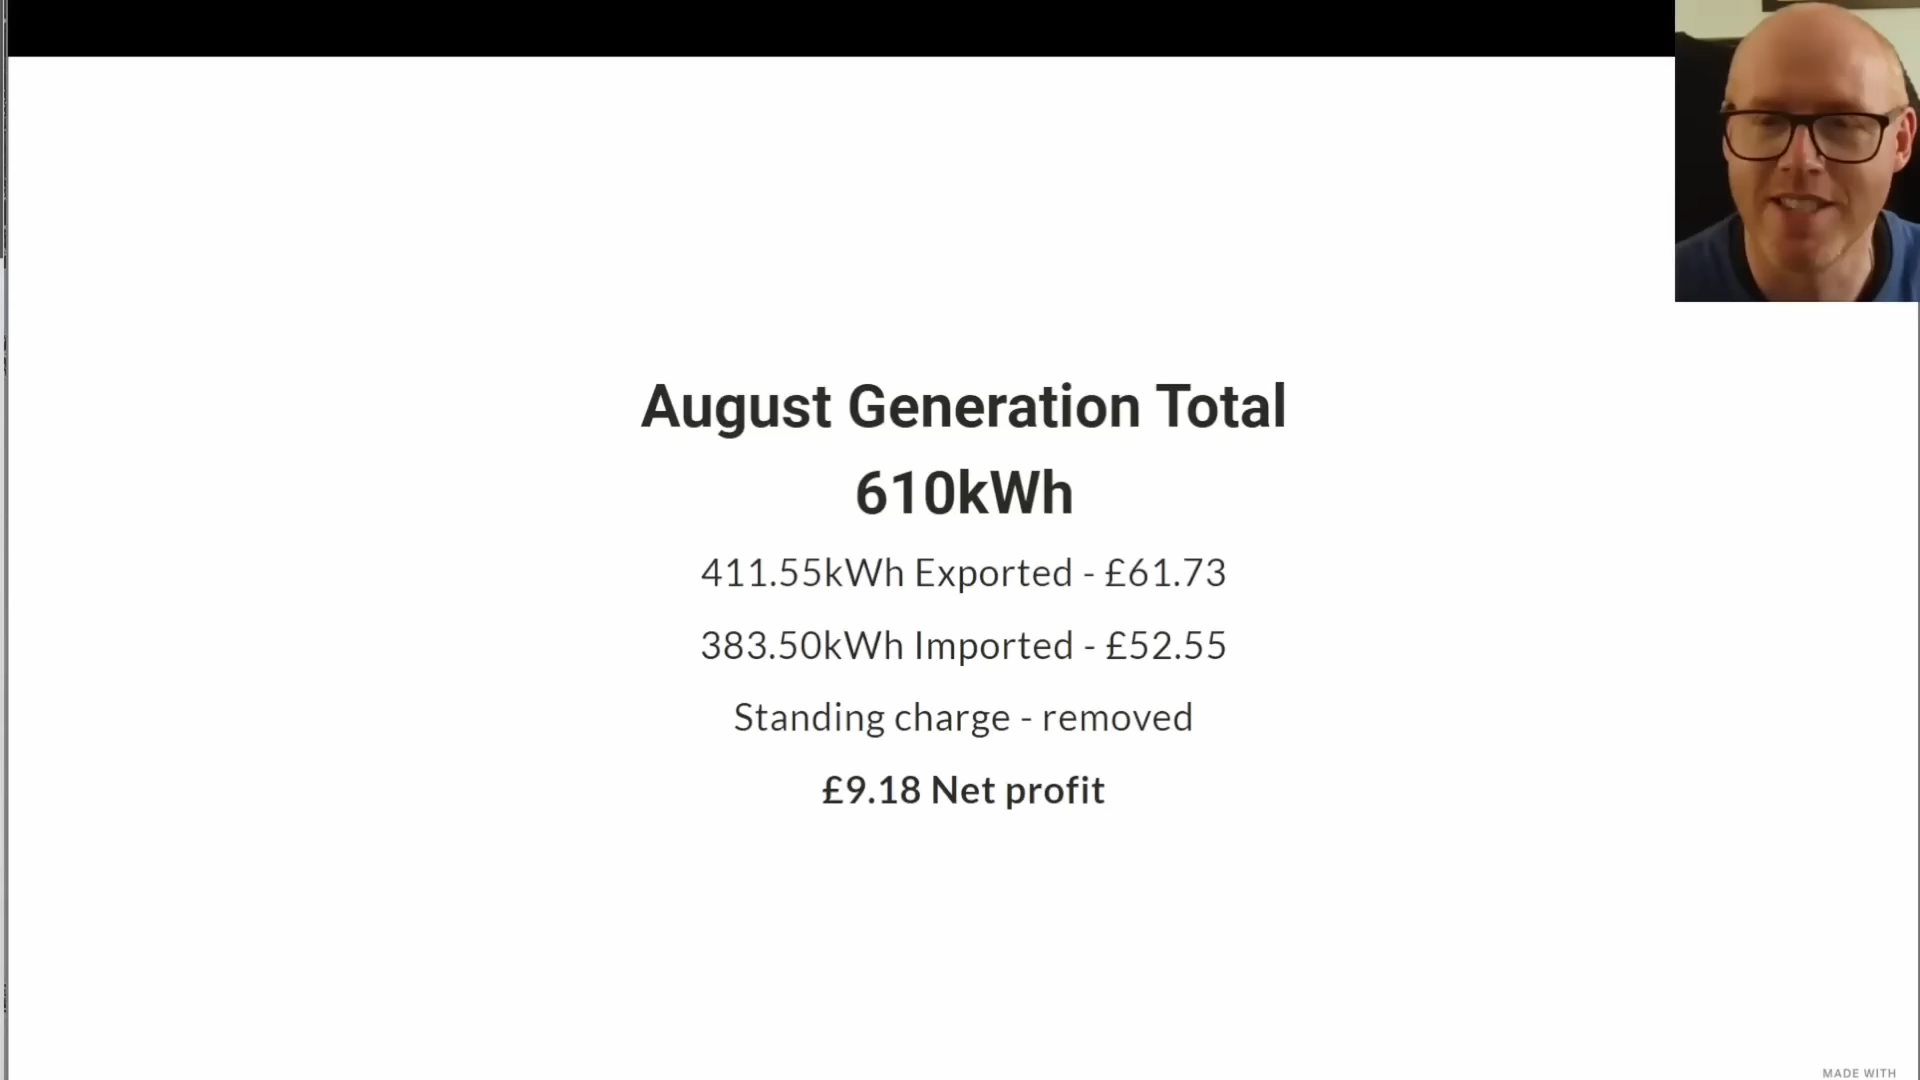 August Generation Total
610kWh
411.55kWh Exported - £61.73
383.50kWh Imported - £52.55
Standing charge - removed
£9.18 Net profit
MADE WITH